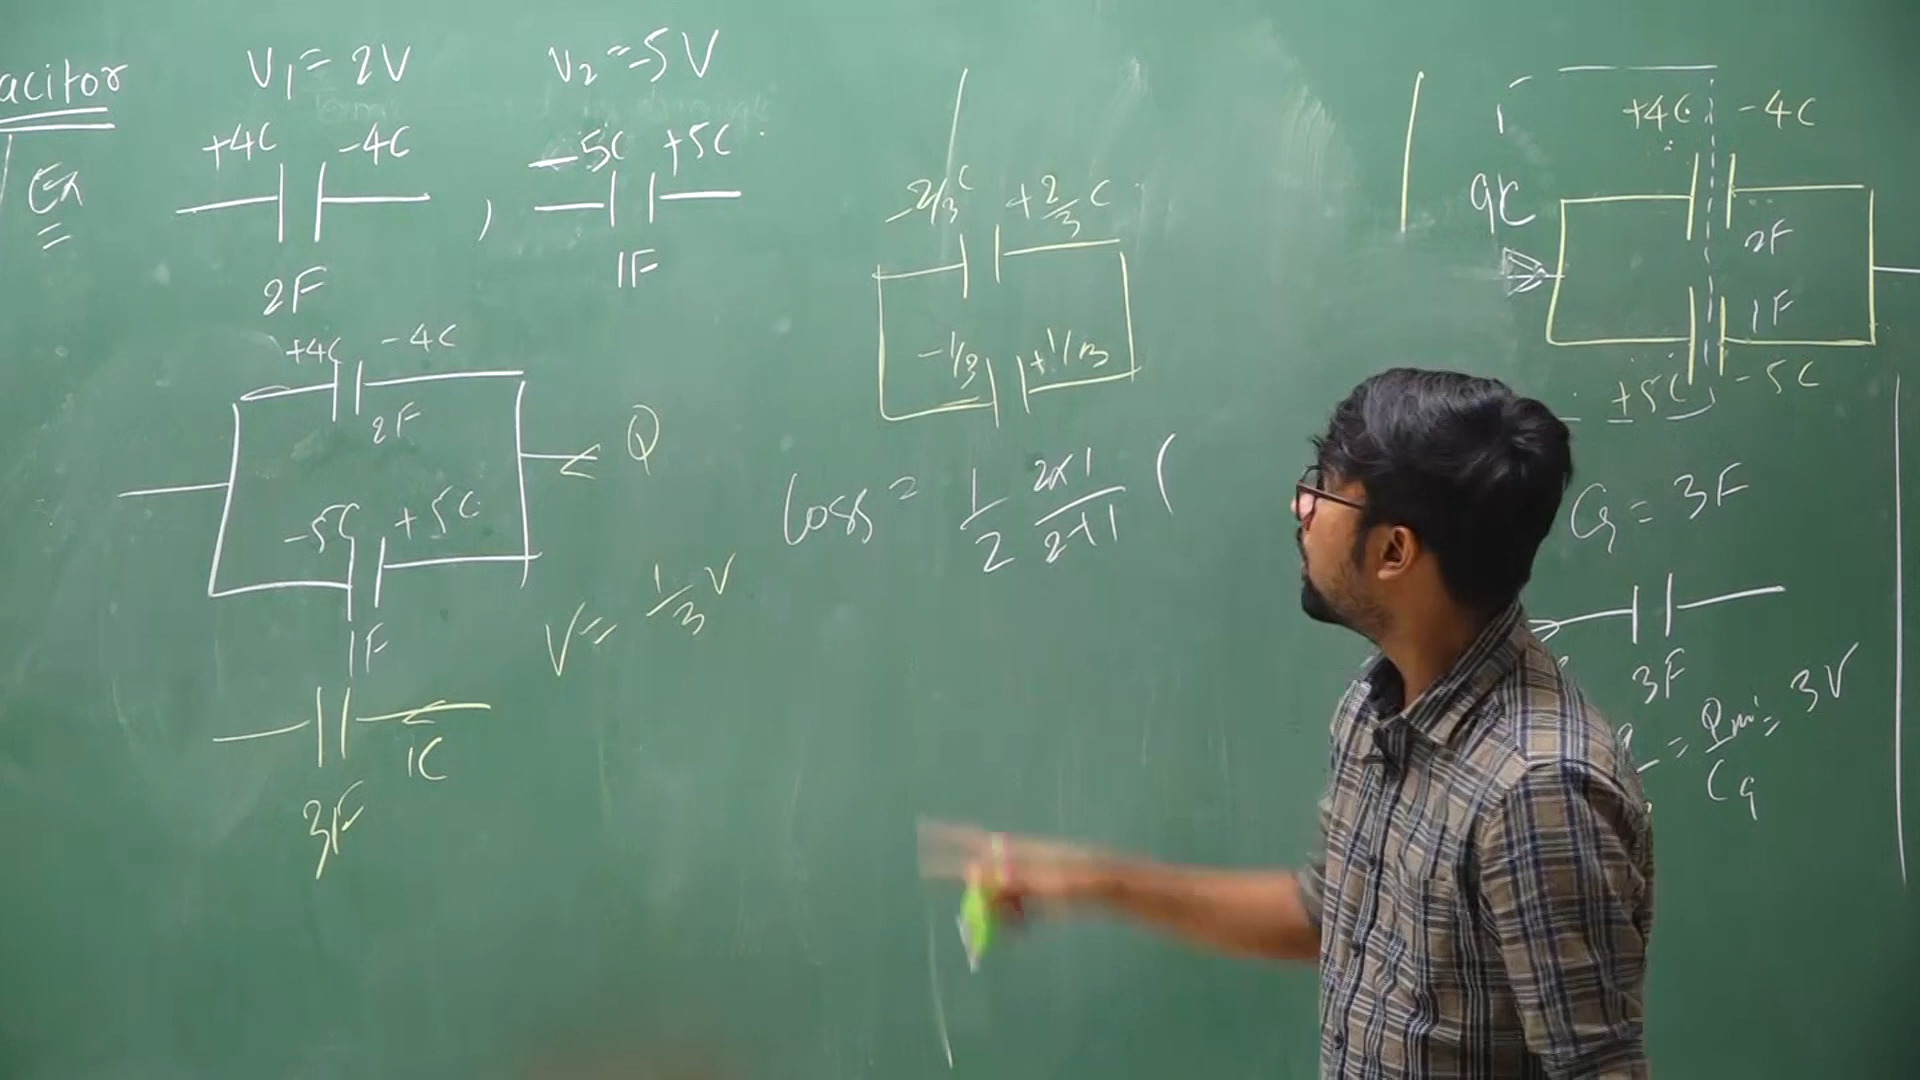 acitor
Ex
V₁ = 2V
+4C -4C
2F
,
V₂ = -5V
-5C +5C
1F
+4C -4C
2F
Q
-5C +5C
1F
V = 1/3 V
1C
3F
-2/3 C +2/3 C
-1/3 +1/3
Loss = 1/2 2×1/2+1 (
+4C -4C
9C
2F
1F
+5C -5C
= 3F
3F
= = 3V